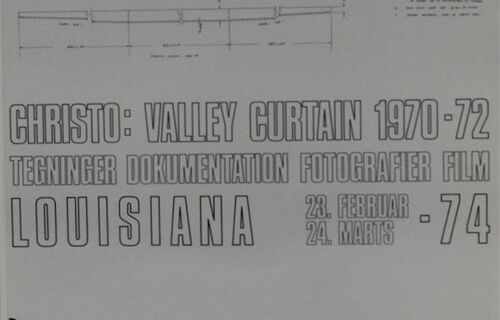 CHRISTO: VALLEY CURTAIN 1970-72
TEGNINGER DOKUMENTATION FOTOGRAFIER FILM
LOUISIANA 23. FEBRUAR
24. MARTS -74